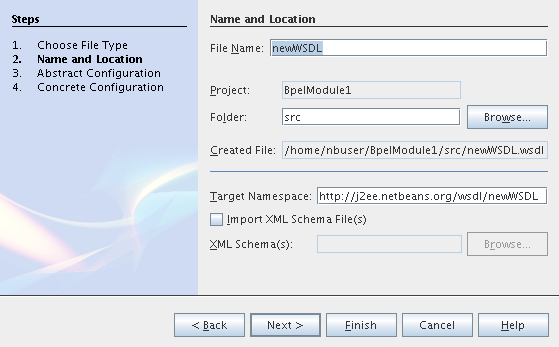 Steps
1. Choose File Type
2. Name and Location
3. Abstract Configuration
4. Concrete Configuration
Name and Location
File Name: newWSDL
Project: BpelModule1
Folder: src Browse...
Created File: /home/nbuser/BpelModule1/src/newWSDL.wsdl
Target Namespace: http://j2ee.netbeans.org/wsdl/newWSDL
Import XML Schema File(s)
XML Schema(s): Browse...
< Back Next > Finish Cancel Help